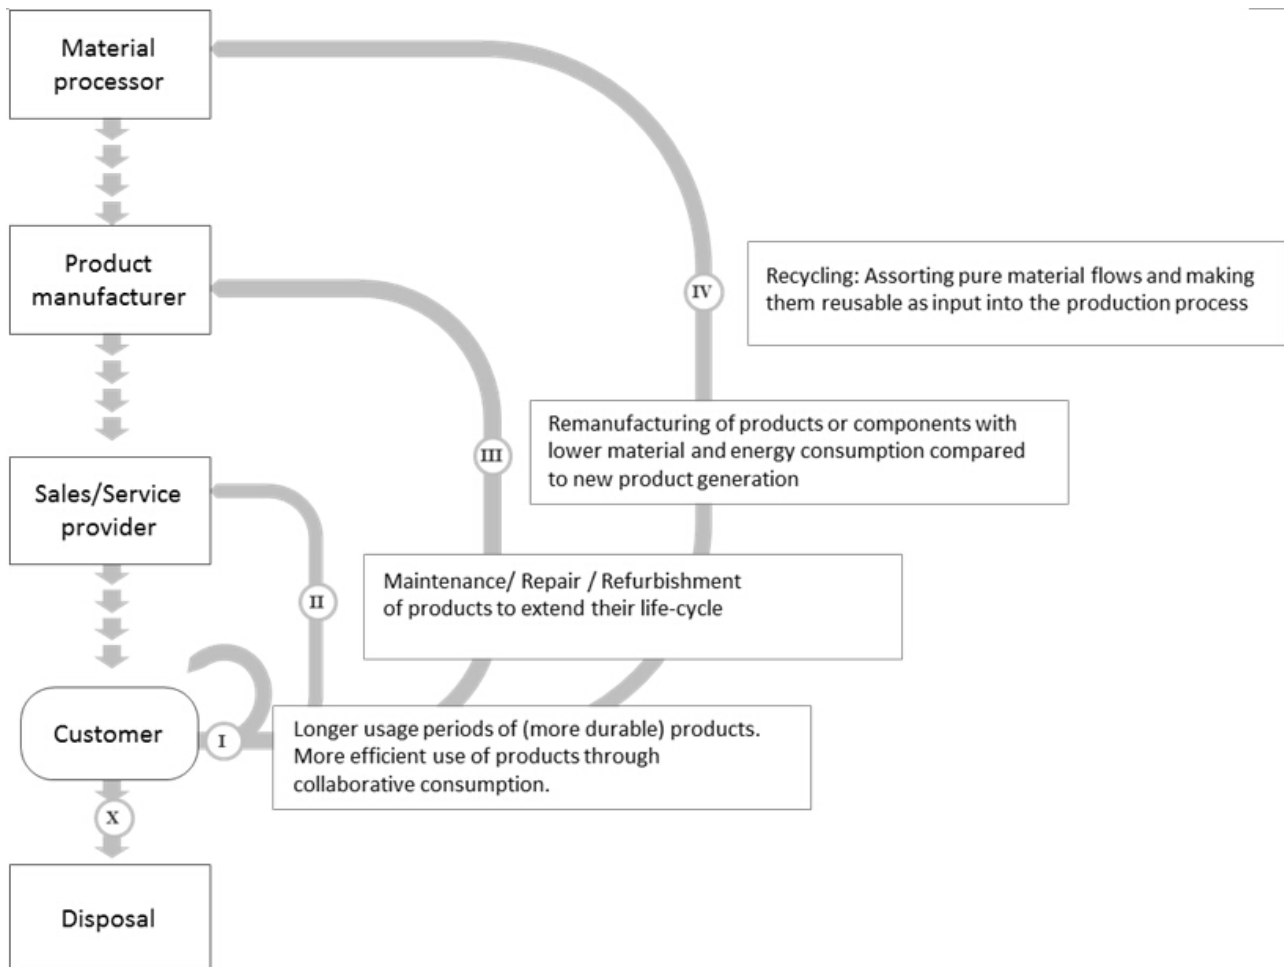 Material
processor
Product
manufacturer
IV
Recycling: Assorting pure material flows and making
them reusable as input into the production process
III
Remanufacturing of products or components with
lower material and energy consumption compared
to new product generation
Sales/Service
provider
II
Maintenance/ Repair / Refurbishment
of products to extend their life-cycle
Customer
I
Longer usage periods of (more durable) products.
More efficient use of products through
collaborative consumption.
X
Disposal